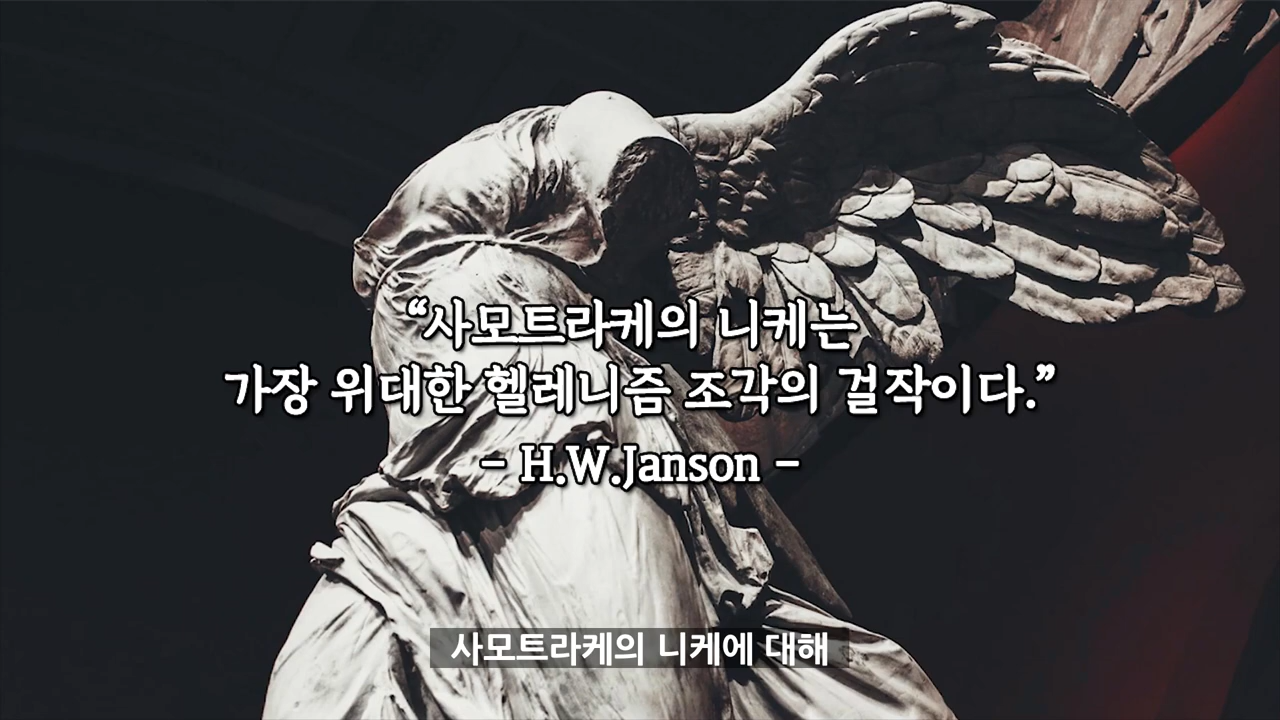 “사모트라케의 니케는
가장 위대한 헬레니즘 조각의 걸작이다.”
- H.W.Janson -
사모트라케의 니케에 대해